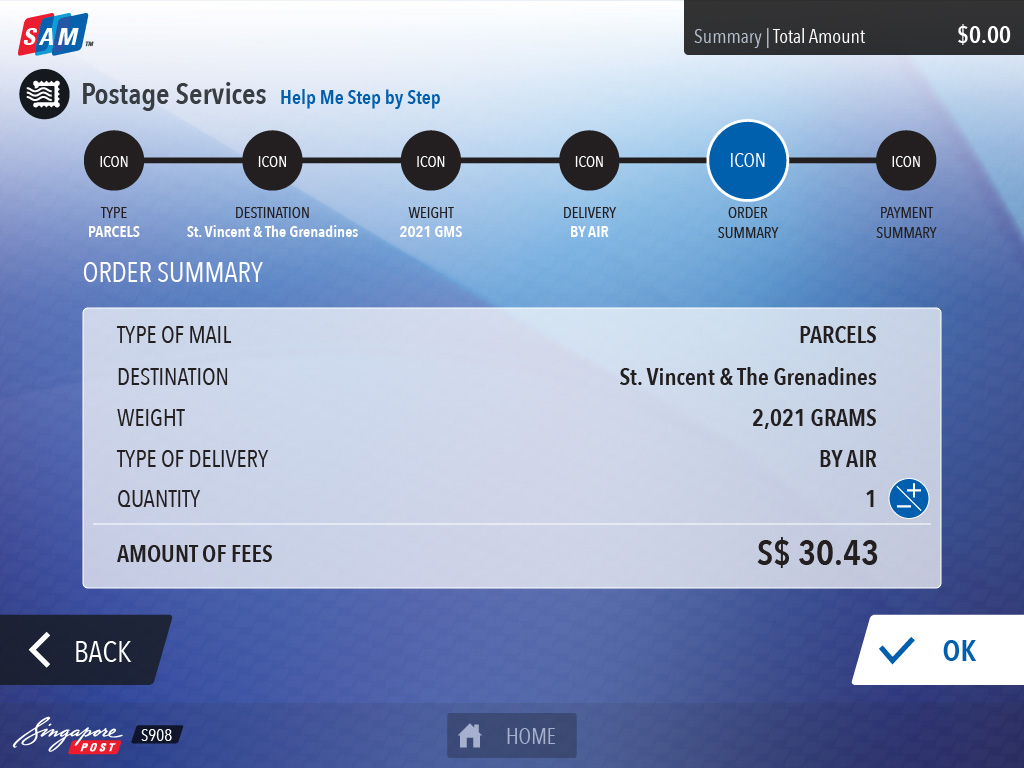 SAM TM
Summary | Total Amount $0.00
Postage Services Help Me Step by Step
ICON ICON ICON ICON ICON ICON
TYPE DESTINATION WEIGHT DELIVERY ORDER PAYMENT
PARCELS St. Vincent & The Grenadines 2021 GMS BY AIR SUMMARY SUMMARY
ORDER SUMMARY
TYPE OF MAIL PARCELS
DESTINATION St. Vincent & The Grenadines
WEIGHT 2,021 GRAMS
TYPE OF DELIVERY BY AIR
QUANTITY 1
AMOUNT OF FEES S$ 30.43
BACK OK
Singapore POST S908 HOME